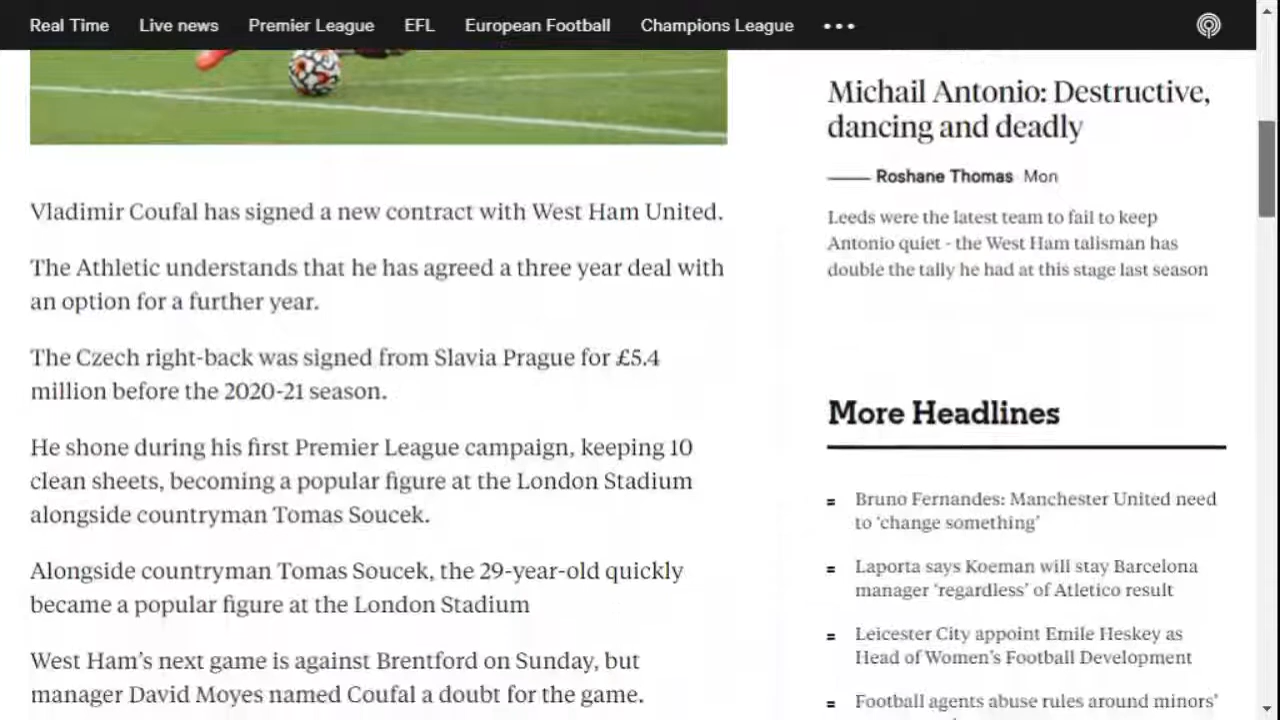 Real Time Live news Premier League EFL European Football Champions League
Vladimir Coufal has signed a new contract with West Ham United.
The Athletic understands that he has agreed a three year deal with
an option for a further year.
The Czech right-back was signed from Slavia Prague for £5.4
million before the 2020-21 season.
He shone during his first Premier League campaign, keeping 10
clean sheets, becoming a popular figure at the London Stadium
alongside countryman Tomas Soucek.
Alongside countryman Tomas Soucek, the 29-year-old quickly
became a popular figure at the London Stadium
West Ham’s next game is against Brentford on Sunday, but
manager David Moyes named Coufal a doubt for the game.
Michail Antonio: Destructive,
dancing and deadly
Roshane Thomas Mon
Leeds were the latest team to fail to keep
Antonio quiet - the West Ham talisman has
double the tally he had at this stage last season
More Headlines
Bruno Fernandes: Manchester United need
to ‘change something’
Laporta says Koeman will stay Barcelona
manager ‘regardless’ of Atletico result
Leicester City appoint Emile Heskey as
Head of Women’s Football Development
Football agents abuse rules around minors’